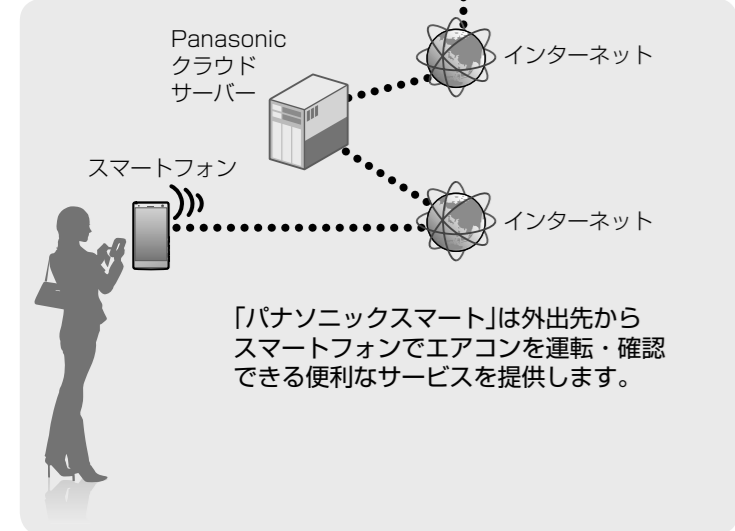 Panasonic
クラウド
サーバー
インターネット
スマートフォン
インターネット
「パナソニックスマート」は外出先から
スマートフォンでエアコンを運転・確認
できる便利なサービスを提供します。